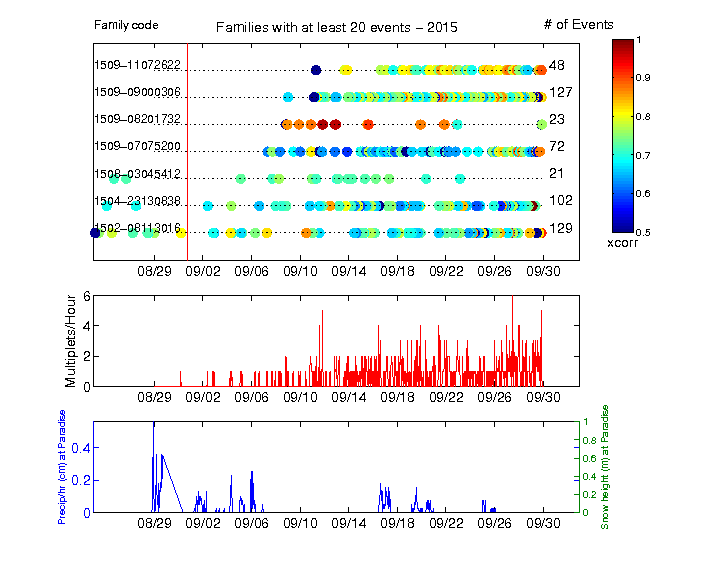 Family code
Families with at least 20 events − 2015
# of Events
1509−11072622 48
1509−09000306 127
1509−08201732 23
1509−07075200 72
1508−03045412 21
1504−23130838 102
1502−08113016 129
08/29 09/02 09/06 09/10 09/14 09/18 09/22 09/26 09/30
1
0.9
0.8
0.7
0.6
0.5
xcorr
Multiplets/Hour
6
4
2
0
08/29 09/02 09/06 09/10 09/14 09/18 09/22 09/26 09/30
Precip/hr (cm) at Paradise
0.4
0.2
0
1
0.8
0.6
0.4
0.2
0
Snow height (m) at Paradise
08/29 09/02 09/06 09/10 09/14 09/18 09/22 09/26 09/30